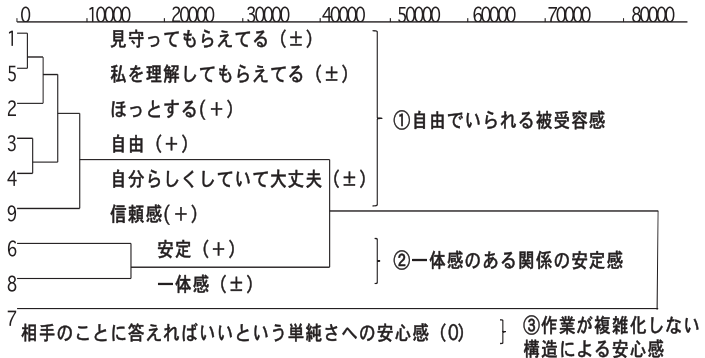 0 10000 20000 30000 40000 50000 60000 70000 80000
1 見守ってもらえてる（±）
5 私を理解してもらえてる（±）
2 ほっとする(＋)
3 自由（＋）
4 自分らしくしていて大丈夫（±）
9 信頼感(＋)
①自由でいられる被受容感
6 安定（＋）
8 一体感（±）
②一体感のある関係の安定感
7 相手のことに答えればいいという単純さへの安心感（0）
③作業が複雑化しない
構造による安心感